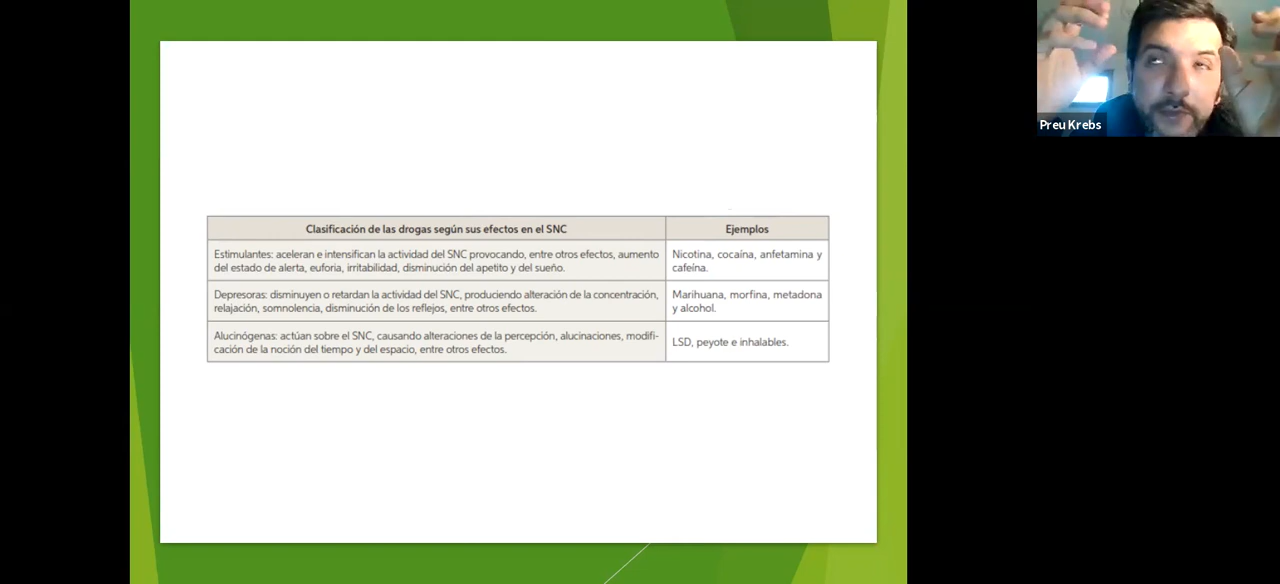 Clasificación de las drogas según sus efectos en el SNC
Ejemplos
Estimulantes: aceleran e intensifican la actividad del SNC provocando, entre otros efectos, aumento
del estado de alerta, euforia, irritabilidad, disminución del apetito y del sueño.
Nicotina, cocaína, anfetamina y
cafeína.
Depresoras: disminuyen o retardan la actividad del SNC, produciendo alteración de la concentración,
relajación, somnolencia, disminución de los reflejos, entre otros efectos.
Marihuana, morfina, metadona
y alcohol.
Alucinógenas: actúan sobre el SNC, causando alteraciones de la percepción, alucinaciones, modifi-
cación de la noción del tiempo y del espacio, entre otros efectos.
LSD, peyote e inhalables.
Preu Krebs